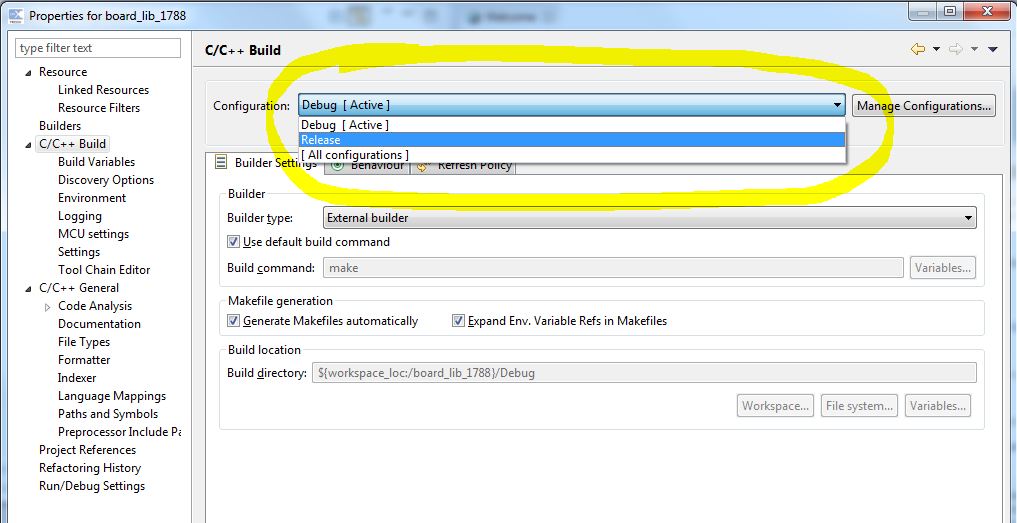 Properties for board_lib_1788
Welcome
type filter text
Resource
Linked Resources
Resource Filters
Builders
C/C++ Build
Build Variables
Discovery Options
Environment
Logging
MCU settings
Settings
Tool Chain Editor
C/C++ General
Code Analysis
Documentation
File Types
Formatter
Indexer
Language Mappings
Paths and Symbols
Preprocessor Include Pa
Project References
Refactoring History
Run/Debug Settings
C/C++ Build
Configuration: Debug [ Active ] Manage Configurations...
Debug [ Active ]
Release
[ All configurations ]
Builder Settings Behaviour Refresh Policy
Builder
Builder type: External builder
Use default build command
Build command: make Variables...
Makefile generation
Generate Makefiles automatically Expand Env. Variable Refs in Makefiles
Build location
Build directory: ${workspace_loc:/board_lib_1788}/Debug
Workspace... File system... Variables...